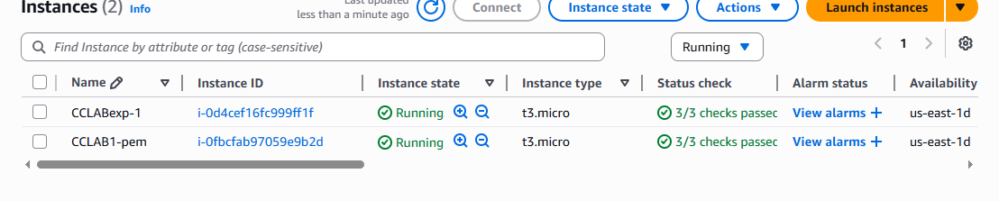 Instances (2) Info
Last updated
less than a minute ago
Connect
Instance state
Actions
Launch instances
Find Instance by attribute or tag (case-sensitive)
Running
1
Name Instance ID Instance state Instance type Status check Alarm status Availability
CCLABexp-1 i-0d4cef16fc999ff1f Running t3.micro 3/3 checks passec View alarms + us-east-1d
CCLAB1-pem i-0fbcfab97059e9b2d Running t3.micro 3/3 checks passec View alarms + us-east-1d